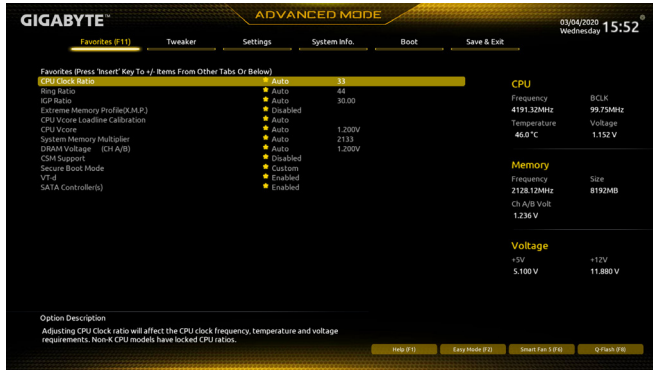 GIGABYTE™
ADVANCED MODE
03/04/2020
Wednesday 15:52
Favorites (F11) Tweaker Settings System Info. Boot Save & Exit
Favorites (Press 'Insert' Key To +/- Items From Other Tabs Or Below)
CPU Clock Ratio Auto 33
Ring Ratio Auto 44
IGP Ratio Auto 30.00
Extreme Memory Profile(X.M.P.) Disabled
CPU Vcore Loadline Calibration Auto
CPU Vcore Auto 1.200V
System Memory Multiplier Auto 2133
DRAM Voltage (CH A/B) Auto 1.200V
CSM Support Disabled
Secure Boot Mode Custom
VT-d Enabled
SATA Controller(s) Enabled
CPU
Frequency BCLK
4191.32MHz 99.75MHz
Temperature Voltage
46.0°C 1.152 V
Memory
Frequency Size
2128.12MHz 8192MB
Ch A/B Volt
1.236 V
Voltage
+5V +12V
5.100 V 11.880 V
Option Description
Adjusting CPU Clock ratio will affect the CPU clock frequency, temperature and voltage
requirements. Non-K CPU models have locked CPU ratios.
Help (F1) Easy Mode (F2) Smart Fan 5 (F6) Q-Flash (F8)